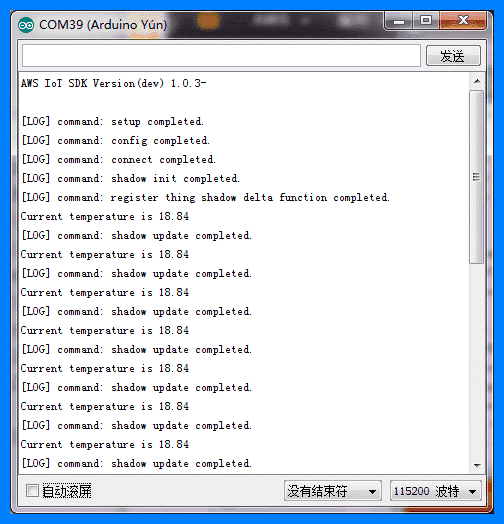 COM39 (Arduino Yún)
发送
AWS IoT SDK Version(dev) 1.0.3-
[LOG] command: setup completed.
[LOG] command: config completed.
[LOG] command: connect completed.
[LOG] command: shadow init completed.
[LOG] command: register thing shadow delta function completed.
Current temperature is 18.84
[LOG] command: shadow update completed.
Current temperature is 18.84
[LOG] command: shadow update completed.
Current temperature is 18.84
[LOG] command: shadow update completed.
Current temperature is 18.84
[LOG] command: shadow update completed.
Current temperature is 18.84
[LOG] command: shadow update completed.
Current temperature is 18.84
[LOG] command: shadow update completed.
Current temperature is 18.84
[LOG] command: shadow update completed.
自动滚屏
没有结束符
115200 波特